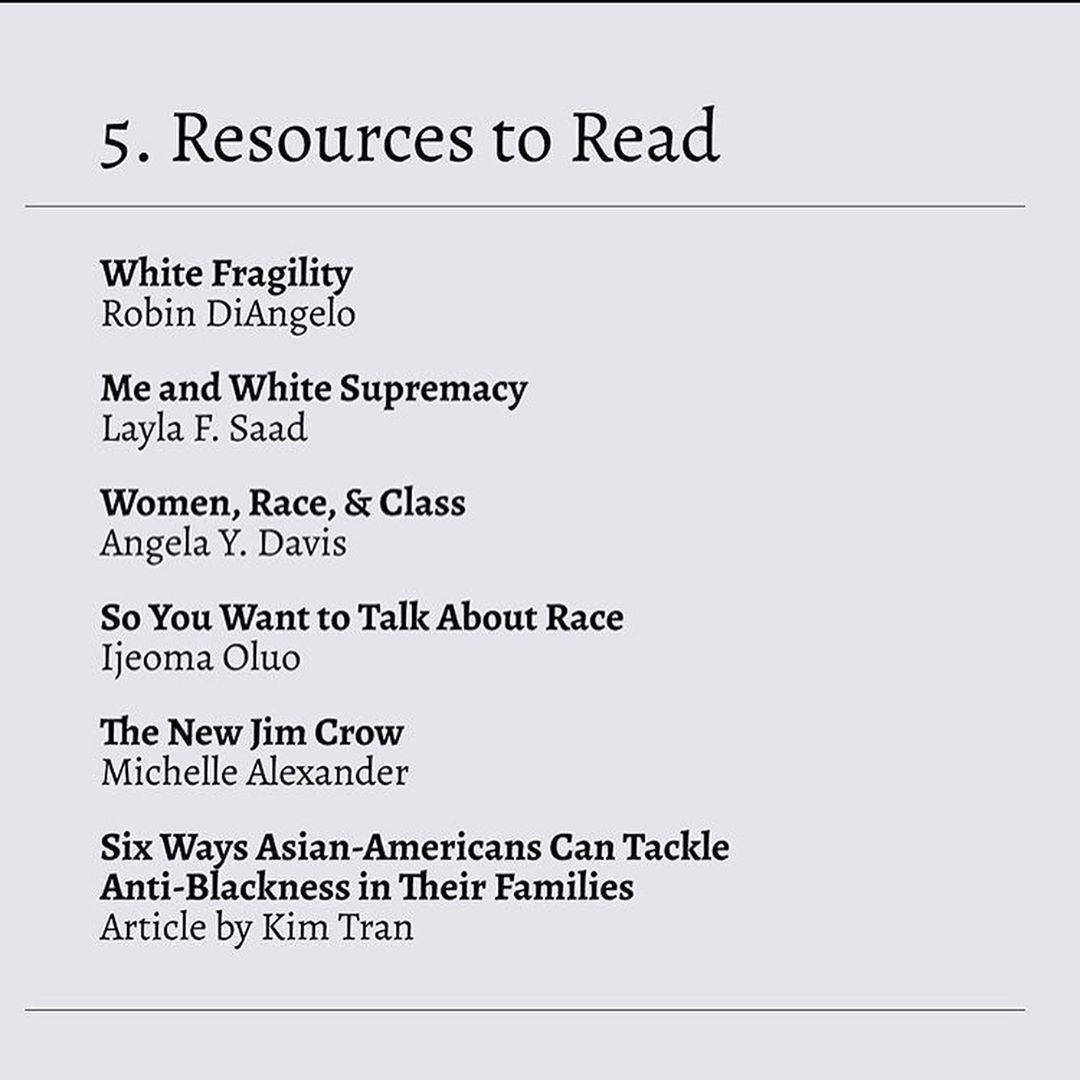 5. Resources to Read
White Fragility
Robin DiAngelo
Me and White Supremacy
Layla F. Saad
Women, Race, & Class
Angela Y. Davis
So You Want to Talk About Race
Ijeoma Oluo
The New Jim Crow
Michelle Alexander
Six Ways Asian-Americans Can Tackle
Anti-Blackness in Their Families
Article by Kim Tran